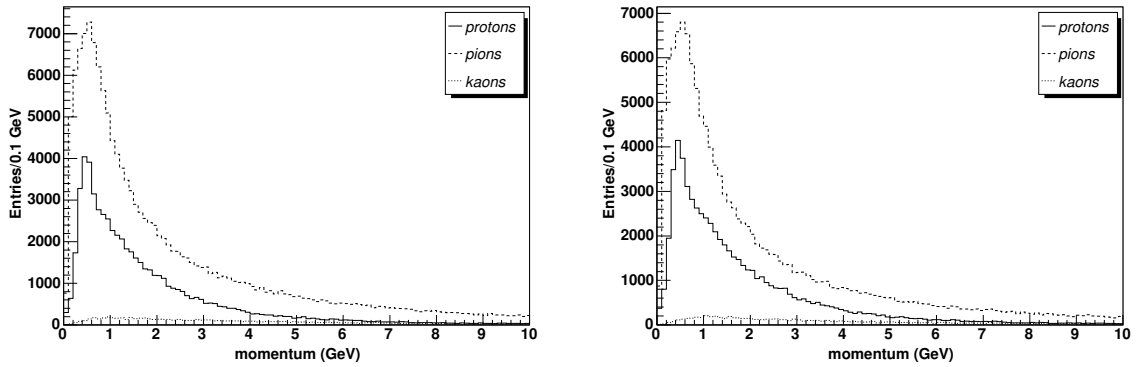 Entries/0.1 GeV
7000
6000
5000
4000
3000
2000
1000
0
0 1 2 3 4 5 6 7 8 9 10
momentum (GeV)
protons
pions
kaons
Entries/0.1 GeV
7000
6000
5000
4000
3000
2000
1000
0
0 1 2 3 4 5 6 7 8 9 10
momentum (GeV)
protons
pions
kaons